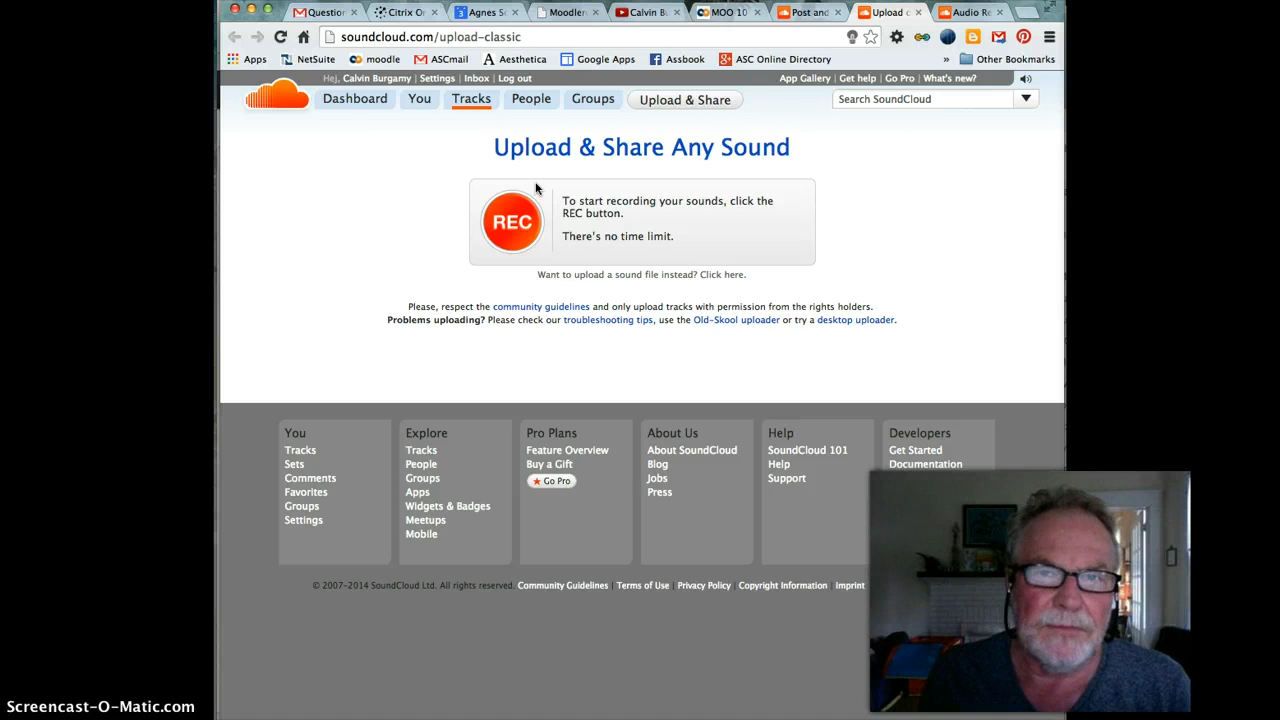 Question
Citrix On
Agnes S
Moodler
Calvin Bu
MOO 10
Post and
Upload
Audio Re
soundcloud.com/upload-classic
Apps NetSuite moodle ASCmail Aesthetica Google Apps Assbook ASC Online Directory » Other Bookmarks
Hej, Calvin Burgamy Settings Inbox Log out App Gallery Get help Go Pro What's new?
Dashboard You Tracks People Groups Upload & Share Search SoundCloud
Upload & Share Any Sound
REC
To start recording your sounds, click the
REC button.
There's no time limit.
Want to upload a sound file instead? Click here.
Please, respect the community guidelines and only upload tracks with permission from the rights holders.
Problems uploading? Please check our troubleshooting tips, use the Old-Skool uploader or try a desktop uploader.
You
Tracks
Sets
Comments
Favorites
Groups
Settings
Explore
Tracks
People
Groups
Apps
Widgets & Badges
Meetups
Mobile
Pro Plans
Feature Overview
Buy a Gift
Go Pro
About Us
About SoundCloud
Blog
Jobs
Press
Help
SoundCloud 101
Help
Support
Developers
Get Started
Documentation
© 2007-2014 SoundCloud Ltd. All rights reserved. Community Guidelines | Terms of Use | Privacy Policy | Copyright Information | Imprint
Screencast-O-Matic.com